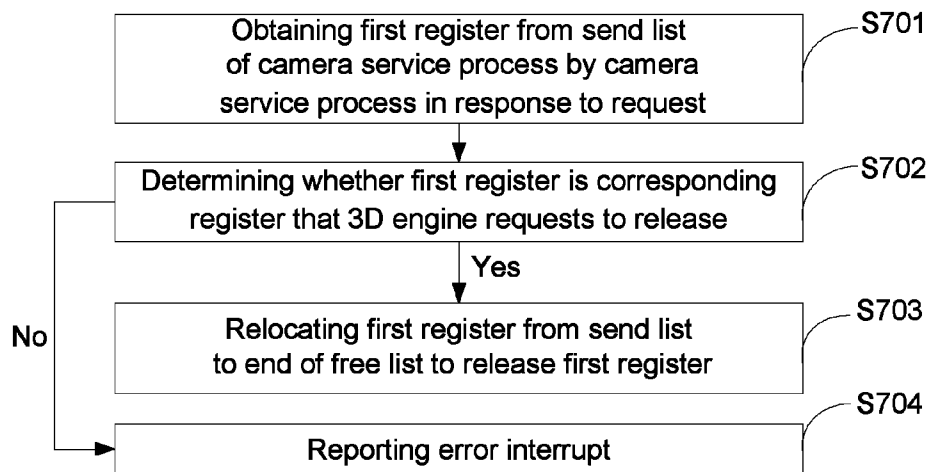 Obtaining first register from send list
of camera service process by camera
service process in response to request
S701
Determining whether first register is corresponding
register that 3D engine requests to release
S702
Yes
No
Relocating first register from send list
to end of free list to release first register
S703
Reporting error interrupt
S704